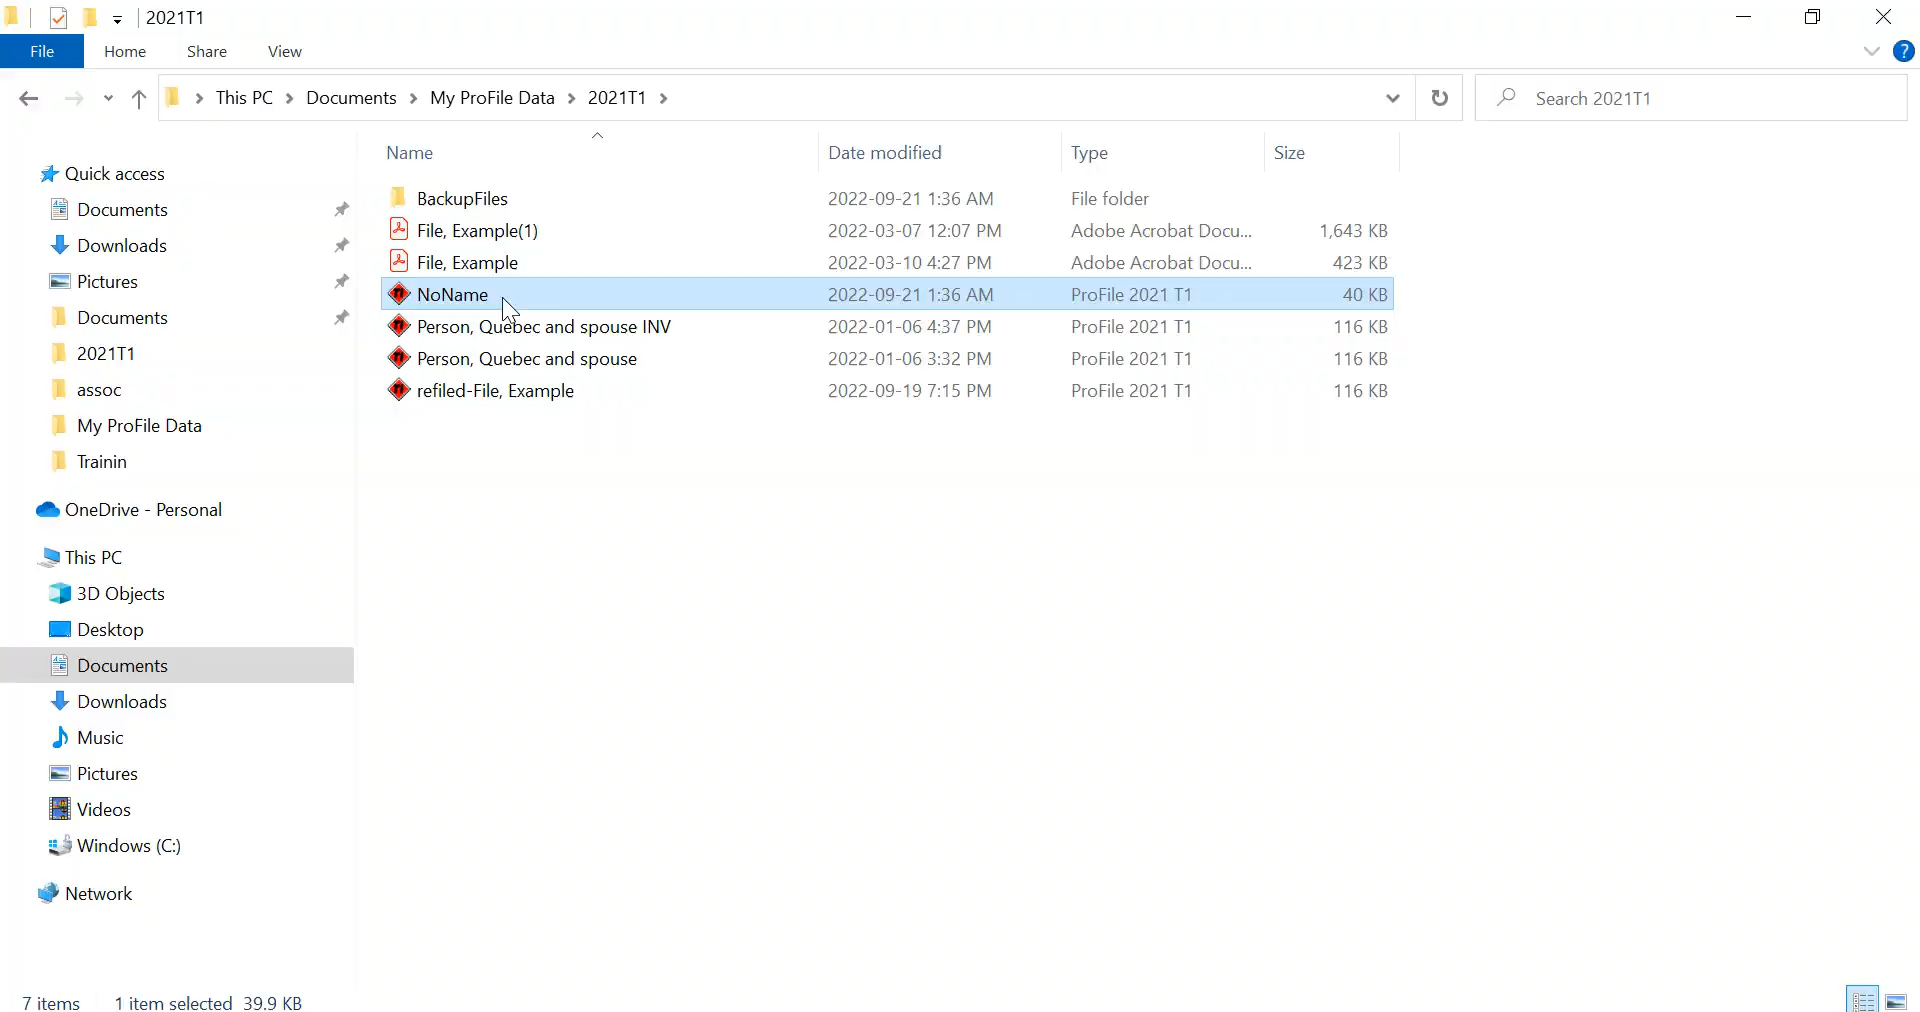 2021T1
File Home Share View
This PC Documents My ProFile Data 2021T1 Search 2021T1
Name Date modified Type Size
Quick access
Documents
Downloads
Pictures
Documents
2021T1
assoc
My ProFile Data
Trainin
OneDrive - Personal
This PC
3D Objects
Desktop
Documents
Downloads
Music
Pictures
Videos
Windows (C:)
Network
BackupFiles 2022-09-21 1:36 AM File folder
File, Example(1) 2022-03-07 12:07 PM Adobe Acrobat Docu... 1,643 KB
File, Example 2022-03-10 4:27 PM Adobe Acrobat Docu... 423 KB
NoName 2022-09-21 1:36 AM ProFile 2021 T1 40 KB
Person, Quebec and spouse INV 2022-01-06 4:37 PM ProFile 2021 T1 116 KB
Person, Quebec and spouse 2022-01-06 3:32 PM ProFile 2021 T1 116 KB
refiled-File, Example 2022-09-19 7:15 PM ProFile 2021 T1 116 KB
7 items 1 item selected 39.9 KB